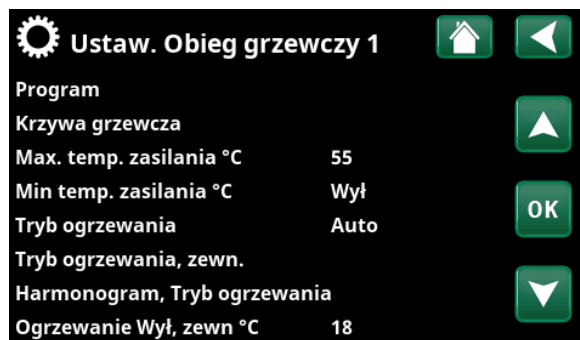 Ustaw. Obieg grzewczy 1
Program
Krzywa grzewcza
Max. temp. zasilania °C 55
Min temp. zasilania °C Wył
OK
Tryb ogrzewania Auto
Tryb ogrzewania, zewn.
Harmonogram, Tryb ogrzewania
Ogrzewanie Wył, zewn °C 18